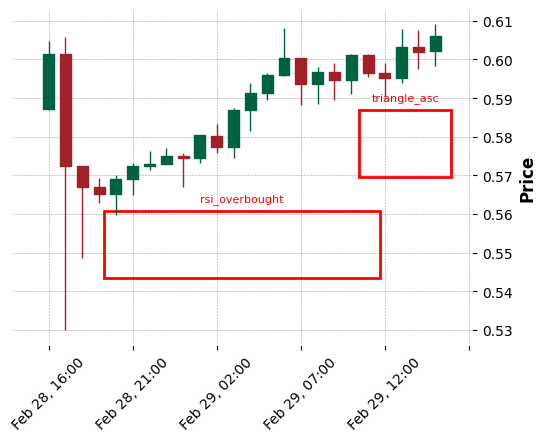 0.61
0.60
triangle_asc
0.59
0.58
0.57
rsi_overbought
0.56
0.55
0.54
0.53
Price
Feb 28, 16:00
Feb 28, 21:00
Feb 29, 02:00
Feb 29, 07:00
Feb 29, 12:00